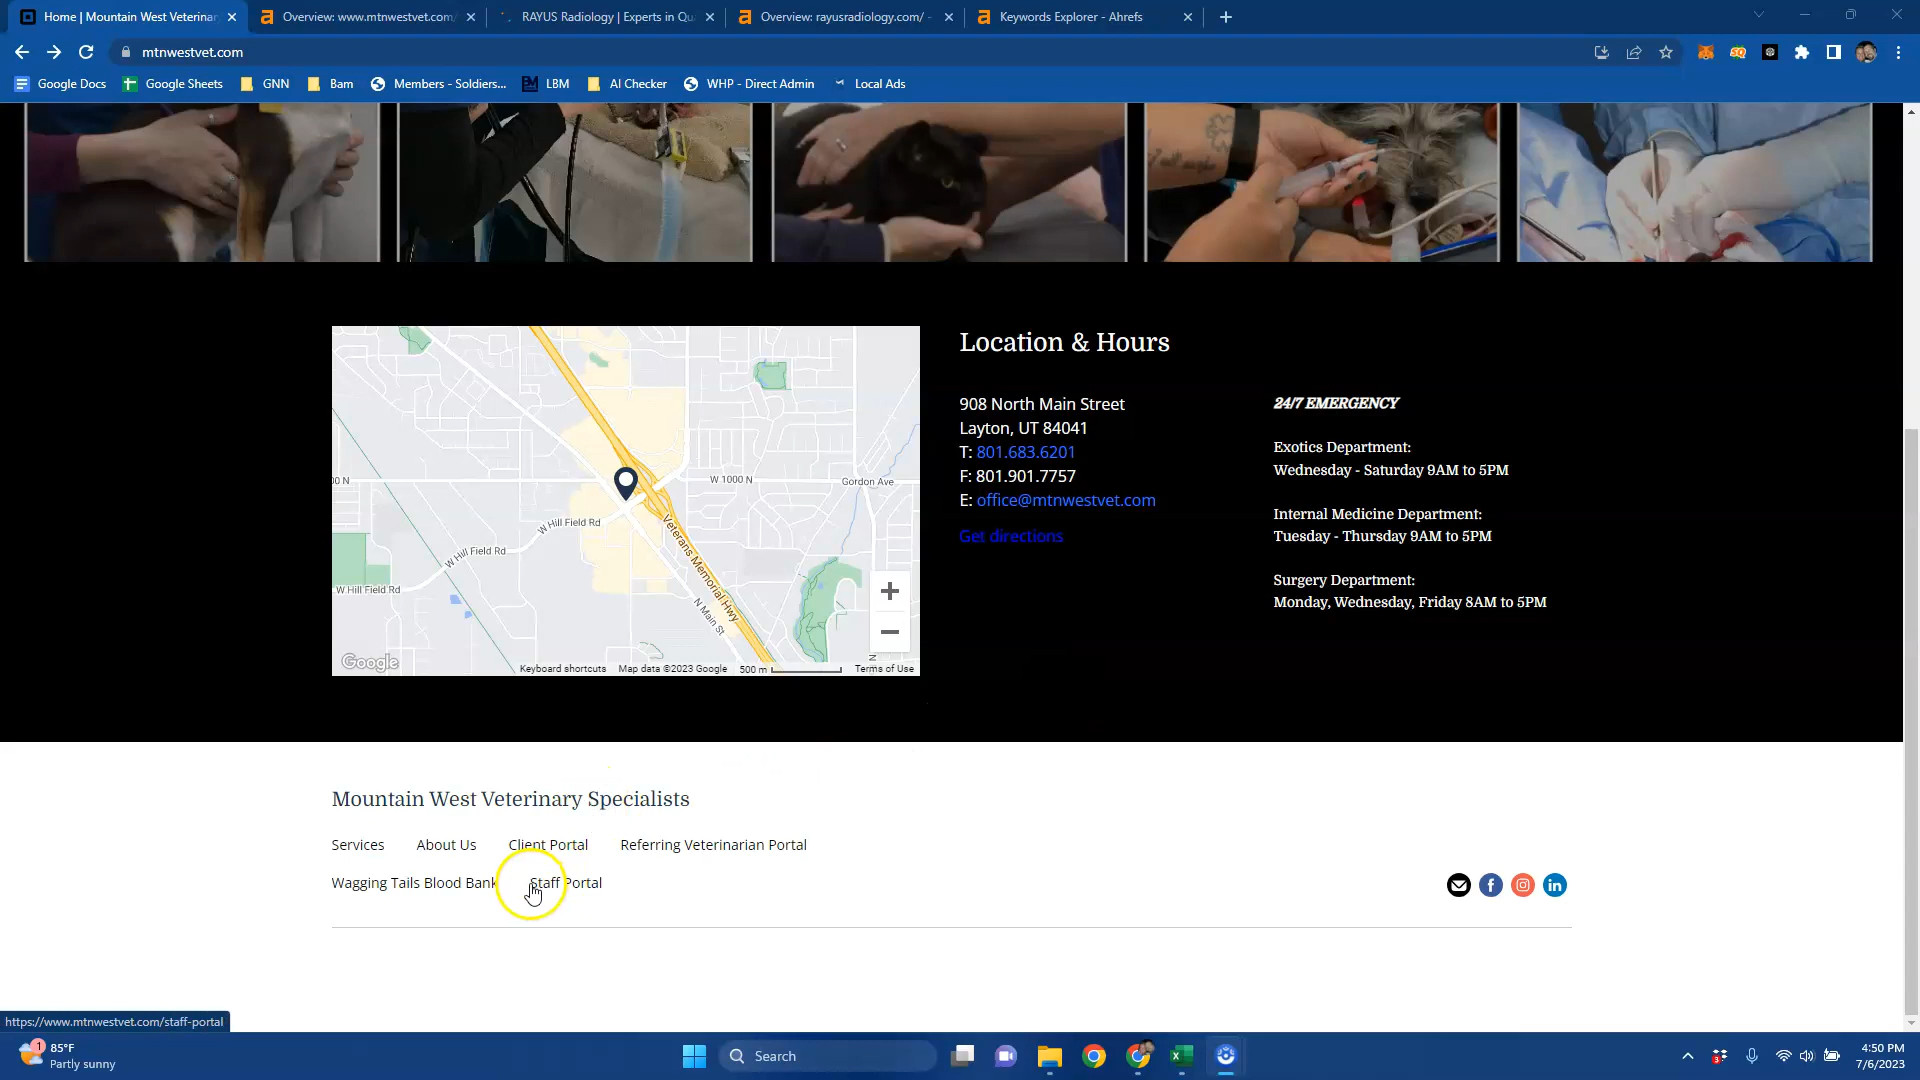 Home | Mountain West Veterinar
Overview: www.mtnwestvet.com/
RAYUS Radiology | Experts in Qu
Overview: rayusradiology.com/ -
Keywords Explorer - Ahrefs
mtnwestvet.com
Google Docs
Google Sheets
GNN
Bam
Members - Soldiers...
LBM
AI Checker
WHP - Direct Admin
Local Ads
Location & Hours
908 North Main Street
Layton, UT 84041
T: 801.683.6201
F: 801.901.7757
E: office@mtnwestvet.com
Get directions
24/7 EMERGENCY
Exotics Department:
Wednesday - Saturday 9AM to 5PM
Internal Medicine Department:
Tuesday - Thursday 9AM to 5PM
Surgery Department:
Monday, Wednesday, Friday 8AM to 5PM
00 N
W 1000 N
Gordon Ave
W Hill Field Rd
W Hill Field Rd
W Hill Field Rd
Veterans Memorial Hwy
N Main St
Google
Keyboard shortcuts
Map data ©2023 Google
500 m
Terms of Use
Mountain West Veterinary Specialists
Services
About Us
Client Portal
Referring Veterinarian Portal
Wagging Tails Blood Bank
Staff Portal
https://www.mtnwestvet.com/staff-portal
1
85°F
Partly sunny
Search
3
4:50 PM
7/6/2023